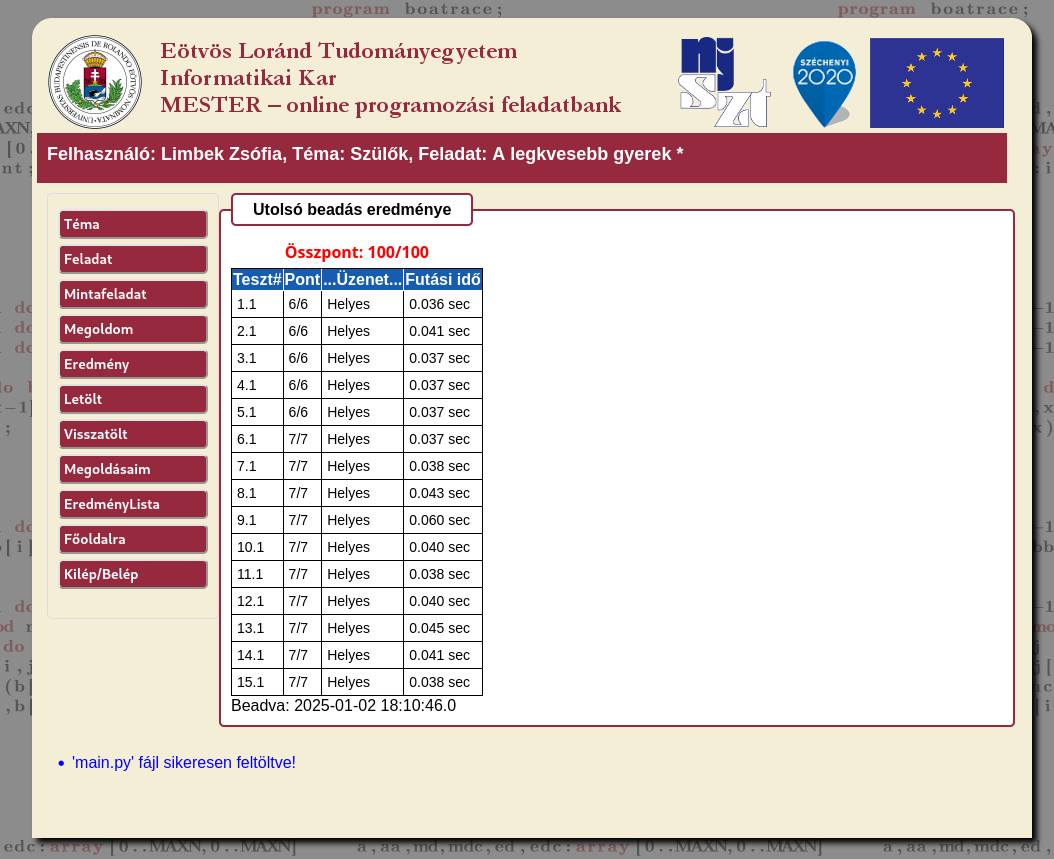 program boatrace;
program boatrace;
Eötvös Loránd Tudományegyetem
Informatikai Kar
MESTER – online programozási feladatbank
SZÉCHENYI
2020
Felhasználó: Limbek Zsófia, Téma: Szülők, Feladat: A legkvesebb gyerek *
Téma
Feladat
Mintafeladat
Megoldom
Eredmény
Letölt
Visszatölt
Megoldásaim
EredményLista
Főoldalra
Kilép/Belép
Utolsó beadás eredménye
Összpont: 100/100
Teszt# Pont ...Üzenet... Futási idő
1.1 6/6 Helyes 0.036 sec
2.1 6/6 Helyes 0.041 sec
3.1 6/6 Helyes 0.037 sec
4.1 6/6 Helyes 0.037 sec
5.1 6/6 Helyes 0.037 sec
6.1 7/7 Helyes 0.037 sec
7.1 7/7 Helyes 0.038 sec
8.1 7/7 Helyes 0.043 sec
9.1 7/7 Helyes 0.060 sec
10.1 7/7 Helyes 0.040 sec
11.1 7/7 Helyes 0.038 sec
12.1 7/7 Helyes 0.040 sec
13.1 7/7 Helyes 0.045 sec
14.1 7/7 Helyes 0.041 sec
15.1 7/7 Helyes 0.038 sec
Beadva: 2025-01-02 18:10:46.0
'main.py' fájl sikeresen feltöltve!
edc:array[0..MAXN,0..MAXN] a,aa,md,mdc,ed,edc:array[0..MAXN,0..MAXN] a,aa,md,mdc,ed,